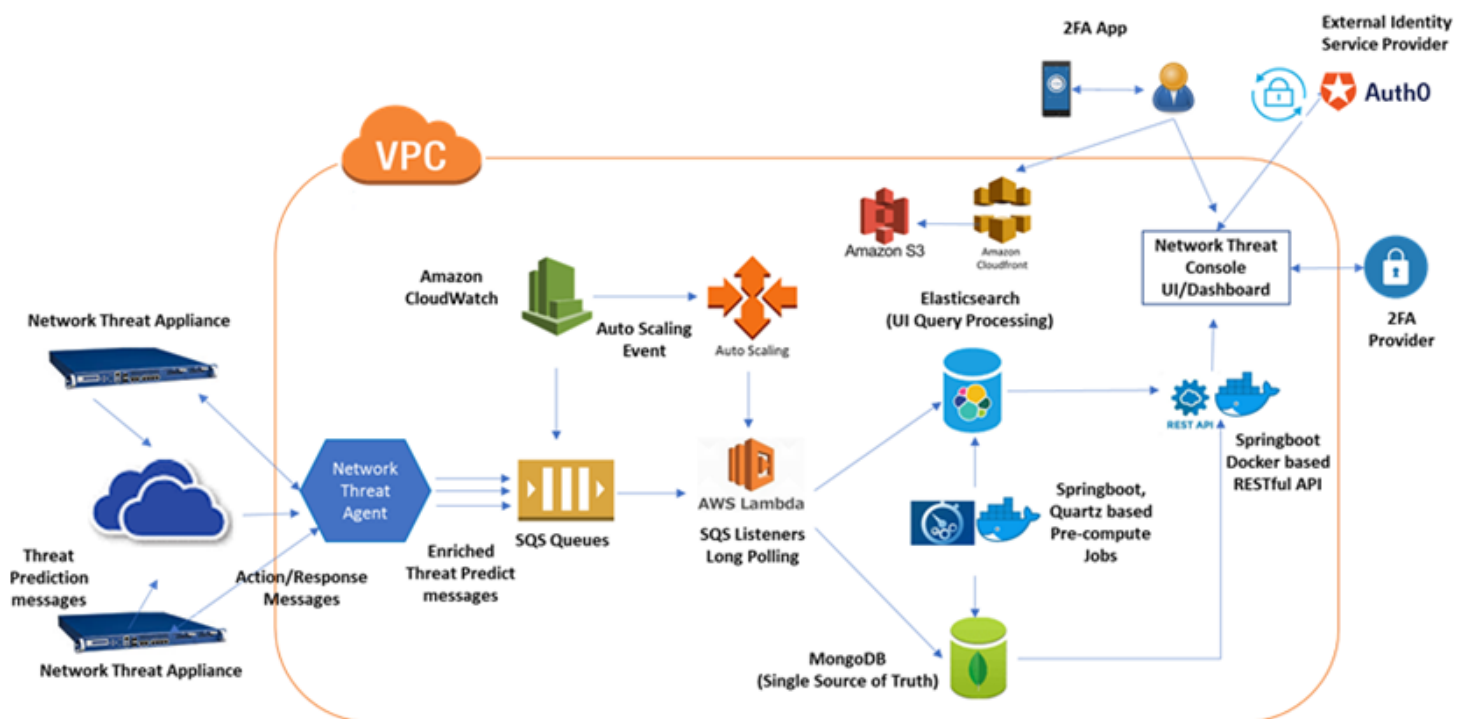 2FA App
External Identity
Service Provider
Auth0
VPC
Amazon S3
Amazon
Cloudfront
Network Threat
Console
UI/Dashboard
2FA
Provider
Amazon
CloudWatch
Auto Scaling
Event
Auto Scaling
Elasticsearch
(UI Query Processing)
Network Threat Appliance
Network
Threat
Agent
SQS Queues
AWS Lambda
SQS Listeners
Long Polling
REST API
Springboot
Docker based
RESTful API
Springboot,
Quartz based
Pre-compute
Jobs
Threat
Prediction
messages
Action/Response
Messages
Enriched
Threat Predict
messages
Network Threat Appliance
MongoDB
(Single Source of Truth)